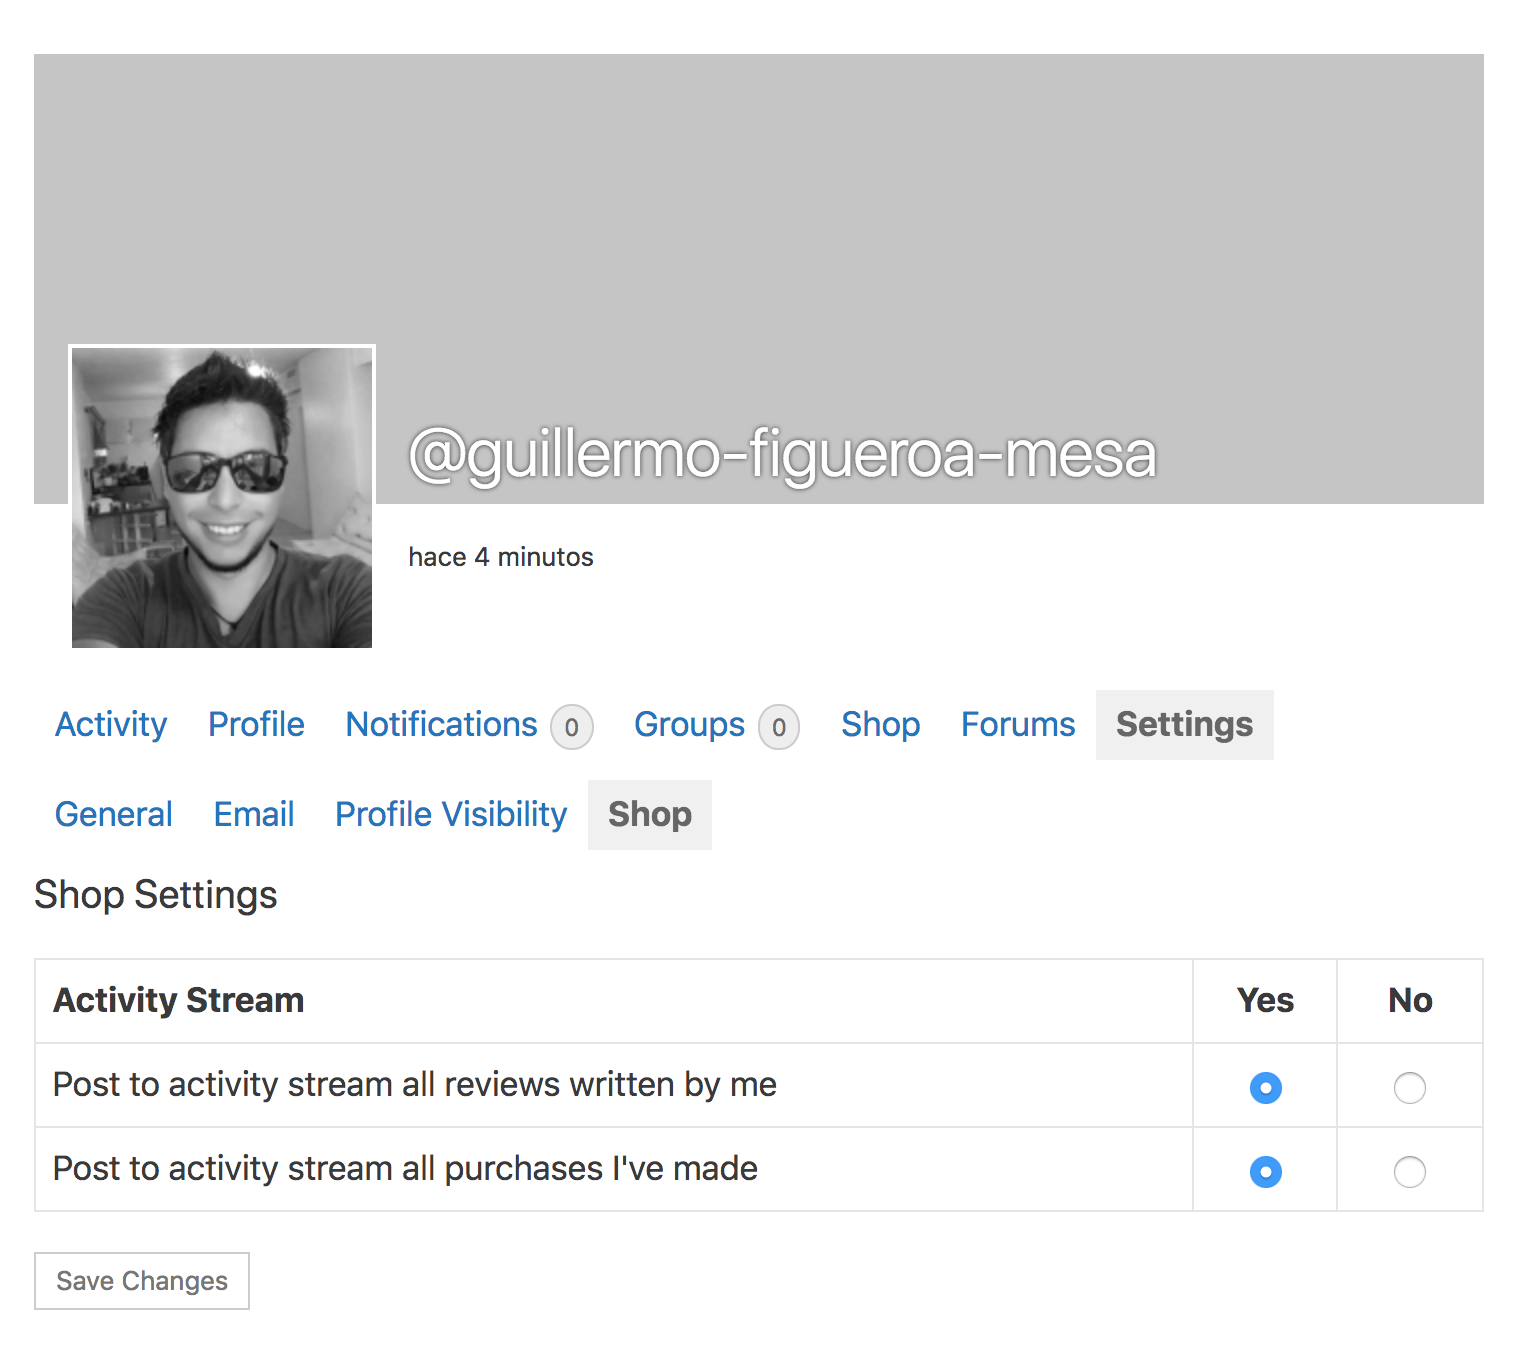 @guillermo-figueroa-mesa
hace 4 minutos
Activity Profile Notifications 0 Groups 0 Shop Forums Settings
General Email Profile Visibility Shop
Shop Settings
Activity Stream Yes No
Post to activity stream all reviews written by me
Post to activity stream all purchases I've made
Save Changes